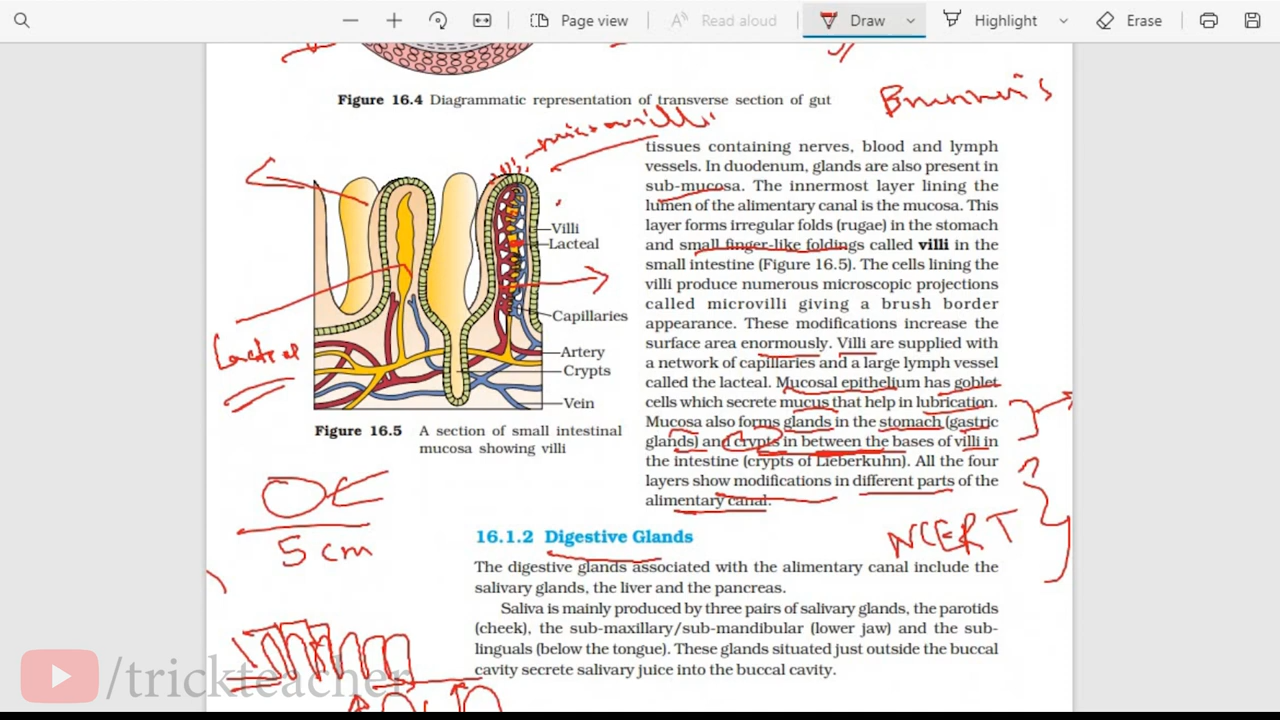 Page view
Read aloud
Draw
Highlight
Erase
Figure 16.4 Diagrammatic representation of transverse section of gut
Brunner's
microvilli
Villi
Lacteal
Capillaries
Artery
Crypts
Vein
Lacteal
Figure 16.5 A section of small intestinal
mucosa showing villi
tissues containing nerves, blood and lymph
vessels. In duodenum, glands are also present in
sub-mucosa. The innermost layer lining the
lumen of the alimentary canal is the mucosa. This
layer forms irregular folds (rugae) in the stomach
and small finger-like foldings called villi in the
small intestine (Figure 16.5). The cells lining the
villi produce numerous microscopic projections
called microvilli giving a brush border
appearance. These modifications increase the
surface area enormously. Villi are supplied with
a network of capillaries and a large lymph vessel
called the lacteal. Mucosal epithelium has goblet
cells which secrete mucus that help in lubrication.
Mucosa also forms glands in the stomach (gastric
glands) and crypts in between the bases of villi in
the intestine (crypts of Lieberkuhn). All the four
layers show modifications in different parts of the
alimentary canal.
5 cm
NCERT
16.1.2 Digestive Glands
The digestive glands associated with the alimentary canal include the
salivary glands, the liver and the pancreas.
Saliva is mainly produced by three pairs of salivary glands, the parotids
(cheek), the sub-maxillary/sub-mandibular (lower jaw) and the sub-
linguals (below the tongue). These glands situated just outside the buccal
cavity secrete salivary juice into the buccal cavity.
/trickteacher